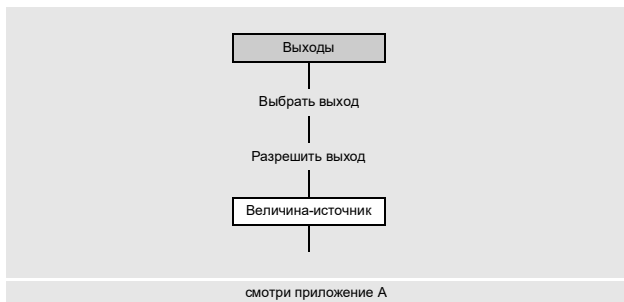 Выходы
Выбрать выход
Разрешить выход
Величина-источник
смотри приложение A